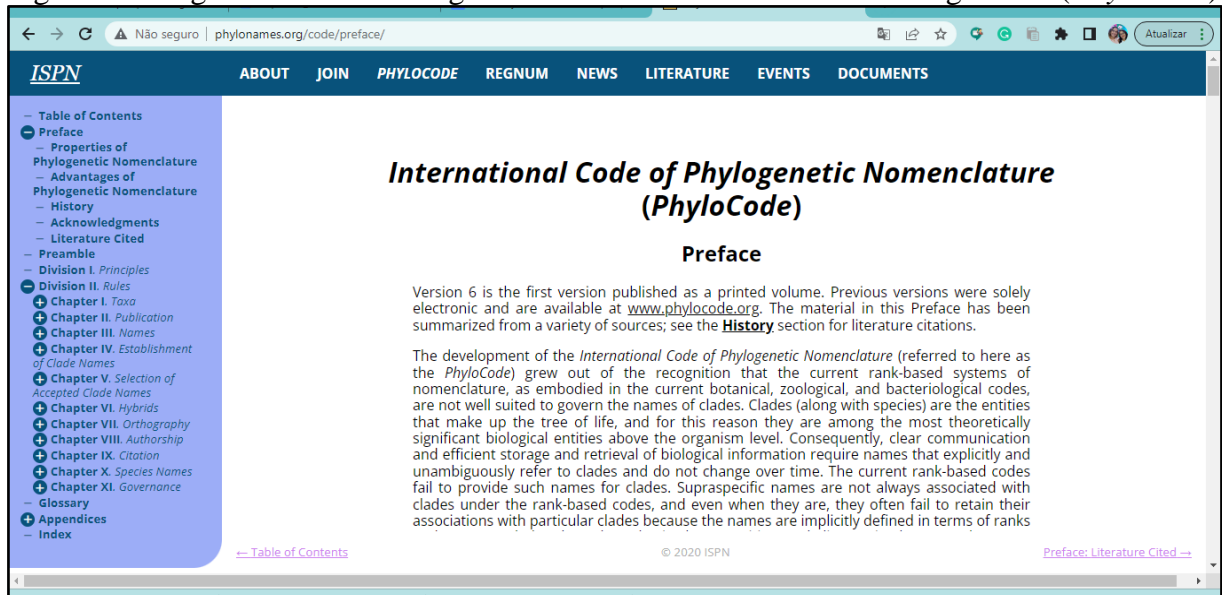 Não seguro | phylonames.org/code/preface/
Atualizar
ISPN
ABOUT JOIN PHYLOCODE REGNUM NEWS LITERATURE EVENTS DOCUMENTS
– Table of Contents
Preface
– Properties of
Phylogenetic Nomenclature
– Advantages of
Phylogenetic Nomenclature
– History
– Acknowledgments
– Literature Cited
– Preamble
– Division I. Principles
Division II. Rules
Chapter I. Taxa
Chapter II. Publication
Chapter III. Names
Chapter IV. Establishment
of Clade Names
Chapter V. Selection of
Accepted Clade Names
Chapter VI. Hybrids
Chapter VII. Orthography
Chapter VIII. Authorship
Chapter IX. Citation
Chapter X. Species Names
Chapter XI. Governance
– Glossary
Appendices
– Index
International Code of Phylogenetic Nomenclature
(PhyloCode)
Preface
Version 6 is the first version published as a printed volume. Previous versions were solely
electronic and are available at www.phylocode.org. The material in this Preface has been
summarized from a variety of sources; see the History section for literature citations.
The development of the International Code of Phylogenetic Nomenclature (referred to here as
the PhyloCode) grew out of the recognition that the current rank-based systems of
nomenclature, as embodied in the current botanical, zoological, and bacteriological codes,
are not well suited to govern the names of clades. Clades (along with species) are the entities
that make up the tree of life, and for this reason they are among the most theoretically
significant biological entities above the organism level. Consequently, clear communication
and efficient storage and retrieval of biological information require names that explicitly and
unambiguously refer to clades and do not change over time. The current rank-based codes
fail to provide such names for clades. Supraspecific names are not always associated with
clades under the rank-based codes, and even when they are, they often fail to retain their
associations with particular clades because the names are implicitly defined in terms of ranks
← Table of Contents
© 2020 ISPN
Preface: Literature Cited →